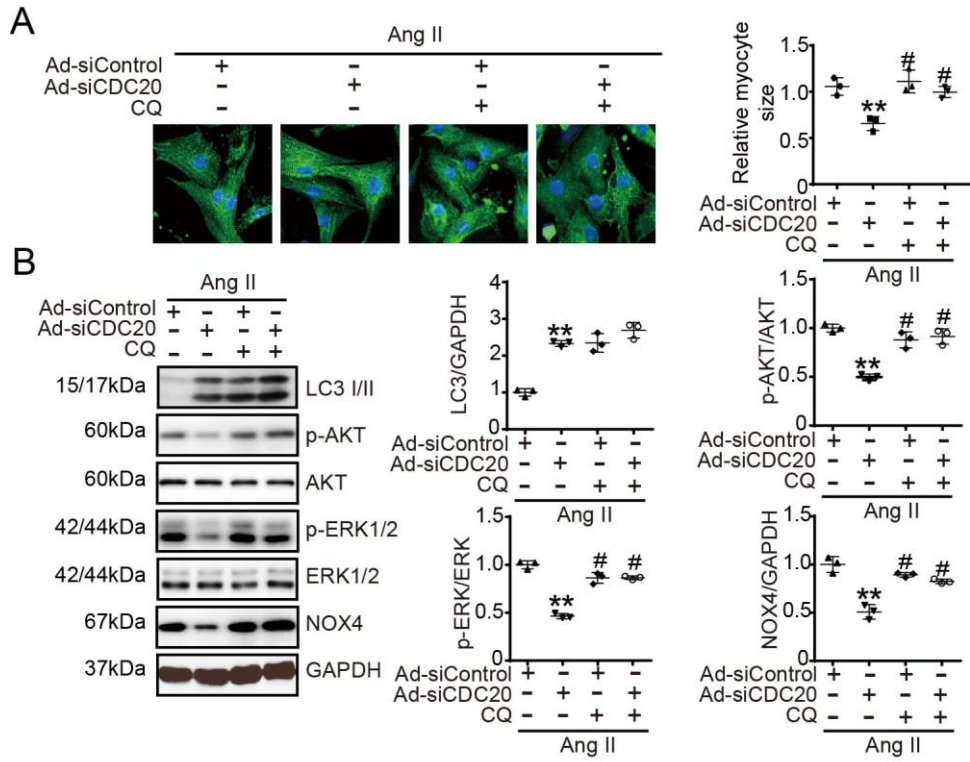 A
Ang II
Ad-siControl + - + -
Ad-siCDC20 - + - +
CQ - - + +
Relative myocyte
size
1.5
1.0
0.5
0.0
**
#
#
Ad-siControl + - + -
Ad-siCDC20 - + - +
CQ - - + +
Ang II
B
Ang II
Ad-siControl + - + -
Ad-siCDC20 - + - +
CQ - - + +
15/17kDa LC3 I/II
60kDa p-AKT
60kDa AKT
42/44kDa p-ERK1/2
42/44kDa ERK1/2
67kDa NOX4
37kDa GAPDH
LC3/GAPDH
4
3
2
1
0
**
Ad-siControl + - + -
Ad-siCDC20 - + - +
CQ - - + +
Ang II
p-AKT/AKT
1.5
1.0
0.5
0.0
**
#
#
Ad-siControl + - + -
Ad-siCDC20 - + - +
CQ - - + +
Ang II
p-ERK/ERK
1.5
1.0
0.5
0.0
**
#
#
Ad-siControl + - + -
Ad-siCDC20 - + - +
CQ - - + +
Ang II
NOX4/GAPDH
1.5
1.0
0.5
0.0
**
#
#
Ad-siControl + - + -
Ad-siCDC20 - + - +
CQ - - + +
Ang II